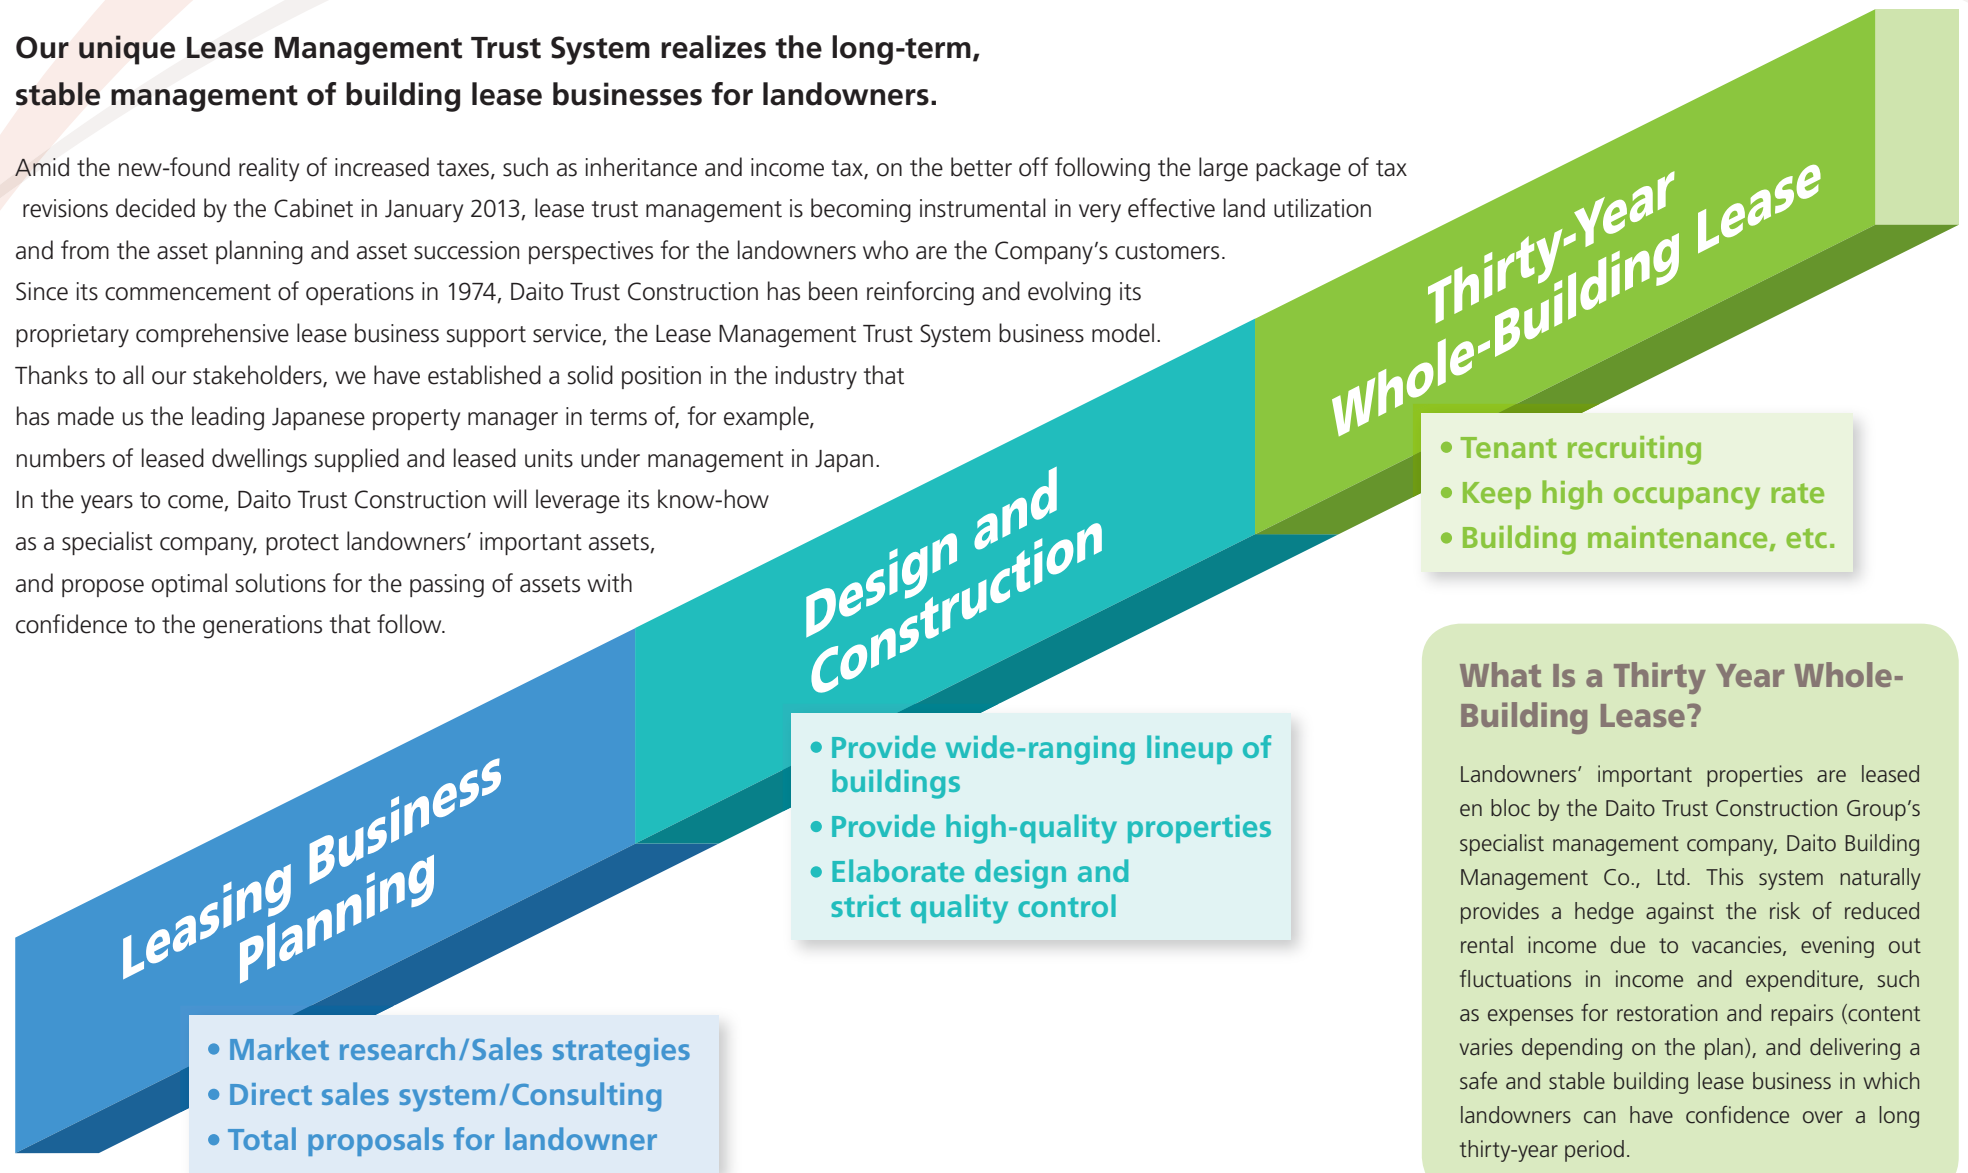 Our unique Lease Management Trust System realizes the long-term,
stable management of building lease businesses for landowners.
Amid the new-found reality of increased taxes, such as inheritance and income tax, on the better off following the large package of tax
revisions decided by the Cabinet in January 2013, lease trust management is becoming instrumental in very effective land utilization
and from the asset planning and asset succession perspectives for the landowners who are the Company’s customers.
Since its commencement of operations in 1974, Daito Trust Construction has been reinforcing and evolving its
proprietary comprehensive lease business support service, the Lease Management Trust System business model.
Thanks to all our stakeholders, we have established a solid position in the industry that
has made us the leading Japanese property manager in terms of, for example,
numbers of leased dwellings supplied and leased units under management in Japan.
In the years to come, Daito Trust Construction will leverage its know-how
as a specialist company, protect landowners’ important assets,
and propose optimal solutions for the passing of assets with
confidence to the generations that follow.
Leasing Business
Planning
• Market research/Sales strategies
• Direct sales system/Consulting
• Total proposals for landowner
Design and
Construction
• Provide wide-ranging lineup of
buildings
• Provide high-quality properties
• Elaborate design and
strict quality control
Thirty-Year
Whole-Building Lease
• Tenant recruiting
• Keep high occupancy rate
• Building maintenance, etc.
What Is a Thirty Year Whole-
Building Lease?
Landowners’ important properties are leased
en bloc by the Daito Trust Construction Group’s
specialist management company, Daito Building
Management Co., Ltd. This system naturally
provides a hedge against the risk of reduced
rental income due to vacancies, evening out
fluctuations in income and expenditure, such
as expenses for restoration and repairs (content
varies depending on the plan), and delivering a
safe and stable building lease business in which
landowners can have confidence over a long
thirty-year period.